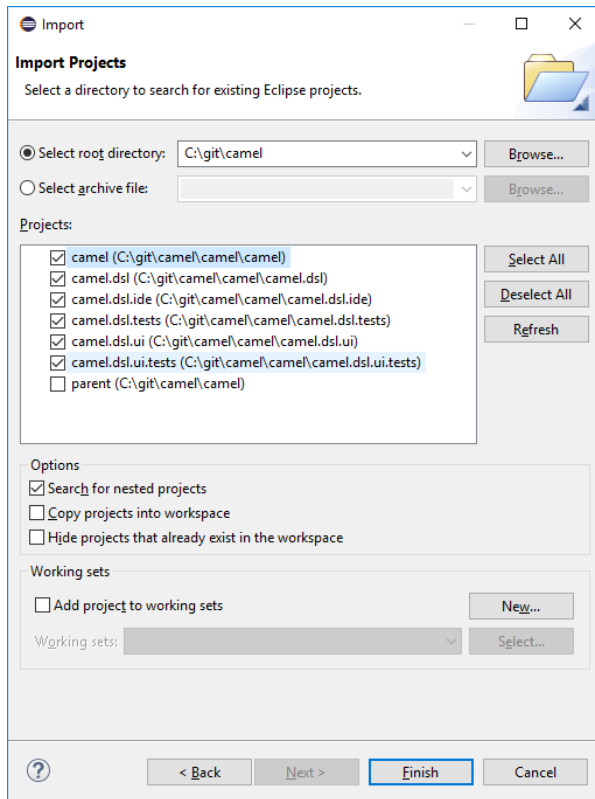 Import
Import Projects
Select a directory to search for existing Eclipse projects.
Select root directory: C:\git\camel Browse...
Select archive file: Browse...
Projects:
camel (C:\git\camel\camel\camel) Select All
camel.dsl (C:\git\camel\camel\camel.dsl)
camel.dsl.ide (C:\git\camel\camel\camel.dsl.ide) Deselect All
camel.dsl.tests (C:\git\camel\camel\camel.dsl.tests) Refresh
camel.dsl.ui (C:\git\camel\camel\camel.dsl.ui)
camel.dsl.ui.tests (C:\git\camel\camel\camel.dsl.ui.tests)
parent (C:\git\camel\camel)
Options
Search for nested projects
Copy projects into workspace
Hide projects that already exist in the workspace
Working sets
Add project to working sets New...
Working sets: Select...
? < Back Next > Finish Cancel